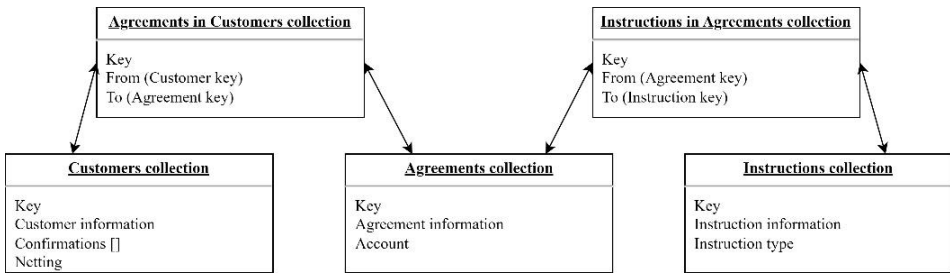 Agreements in Customers collection
Key
From (Customer key)
To (Agreement key)
Instructions in Agreements collection
Key
From (Agreement key)
To (Instruction key)
Customers collection
Key
Customer information
Confirmations []
Netting
Agreements collection
Key
Agreement information
Account
Instructions collection
Key
Instruction information
Instruction type